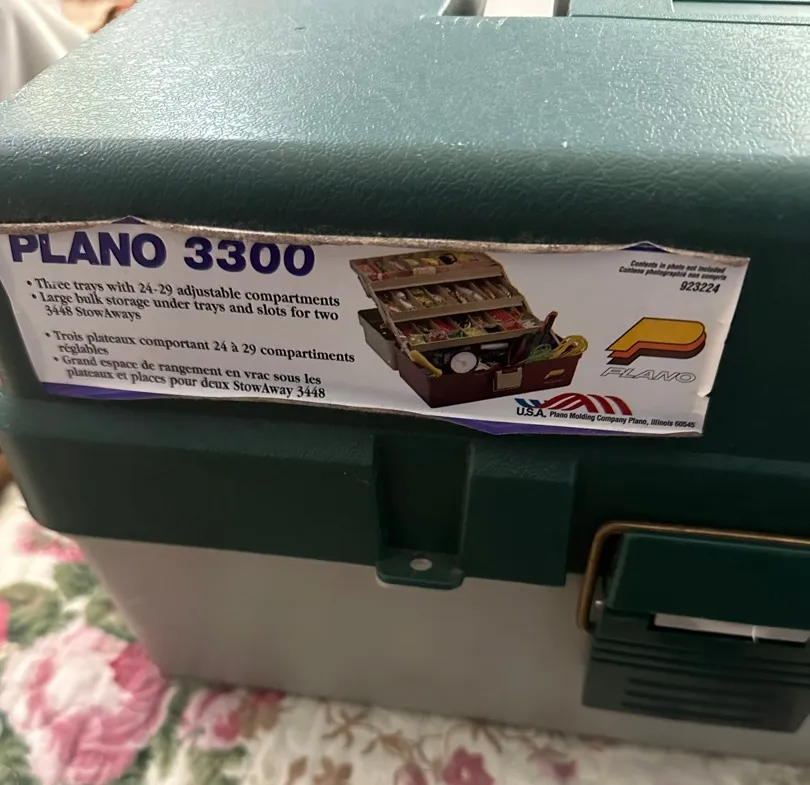 PLANO 3300
• Three trays with 24-29 adjustable compartments
• Large bulk storage under trays and slots for two
3448 StowAways
• Trois plateaux comportant 24 à 29 compartiments
réglables
• Grand espace de rangement en vrac sous les
plateaux et places pour deux StowAway 3448
Contents in photo not included
Contenu photographié non compris
923224
PLANO
U.S.A. Plano Molding Company Plano, Illinois 60545